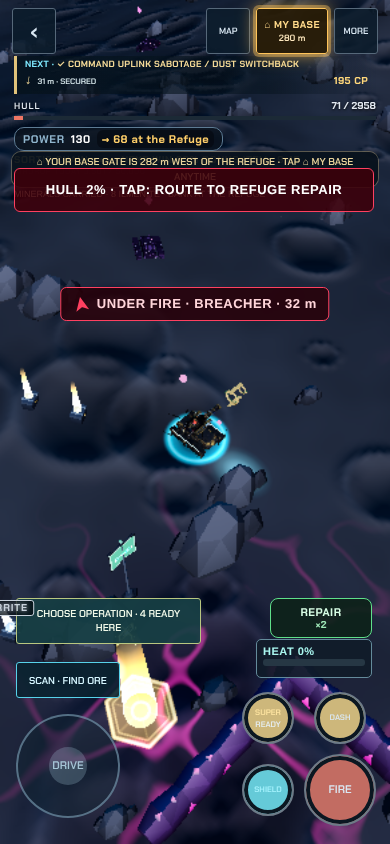 ‹
MAP
⌂ MY BASE
280 m
MORE
NEXT · ✓ COMMAND UPLINK SABOTAGE / DUST SWITCHBACK
↓ 31 m · SECURED
195 CP
HULL
71 / 2958
POWER 130 → 68 at the Refuge
⌂ YOUR BASE GATE IS 282 m WEST OF THE REFUGE · TAP ⌂ MY BASE
ANYTIME
HULL 2% · TAP: ROUTE TO REFUGE REPAIR
UNDER FIRE · BREACHER · 32 m
CHOOSE OPERATION · 4 READY
HERE
REPAIR
×2
HEAT 0%
SCAN · FIND ORE
SUPER
READY
DASH
DRIVE
SHIELD
FIRE